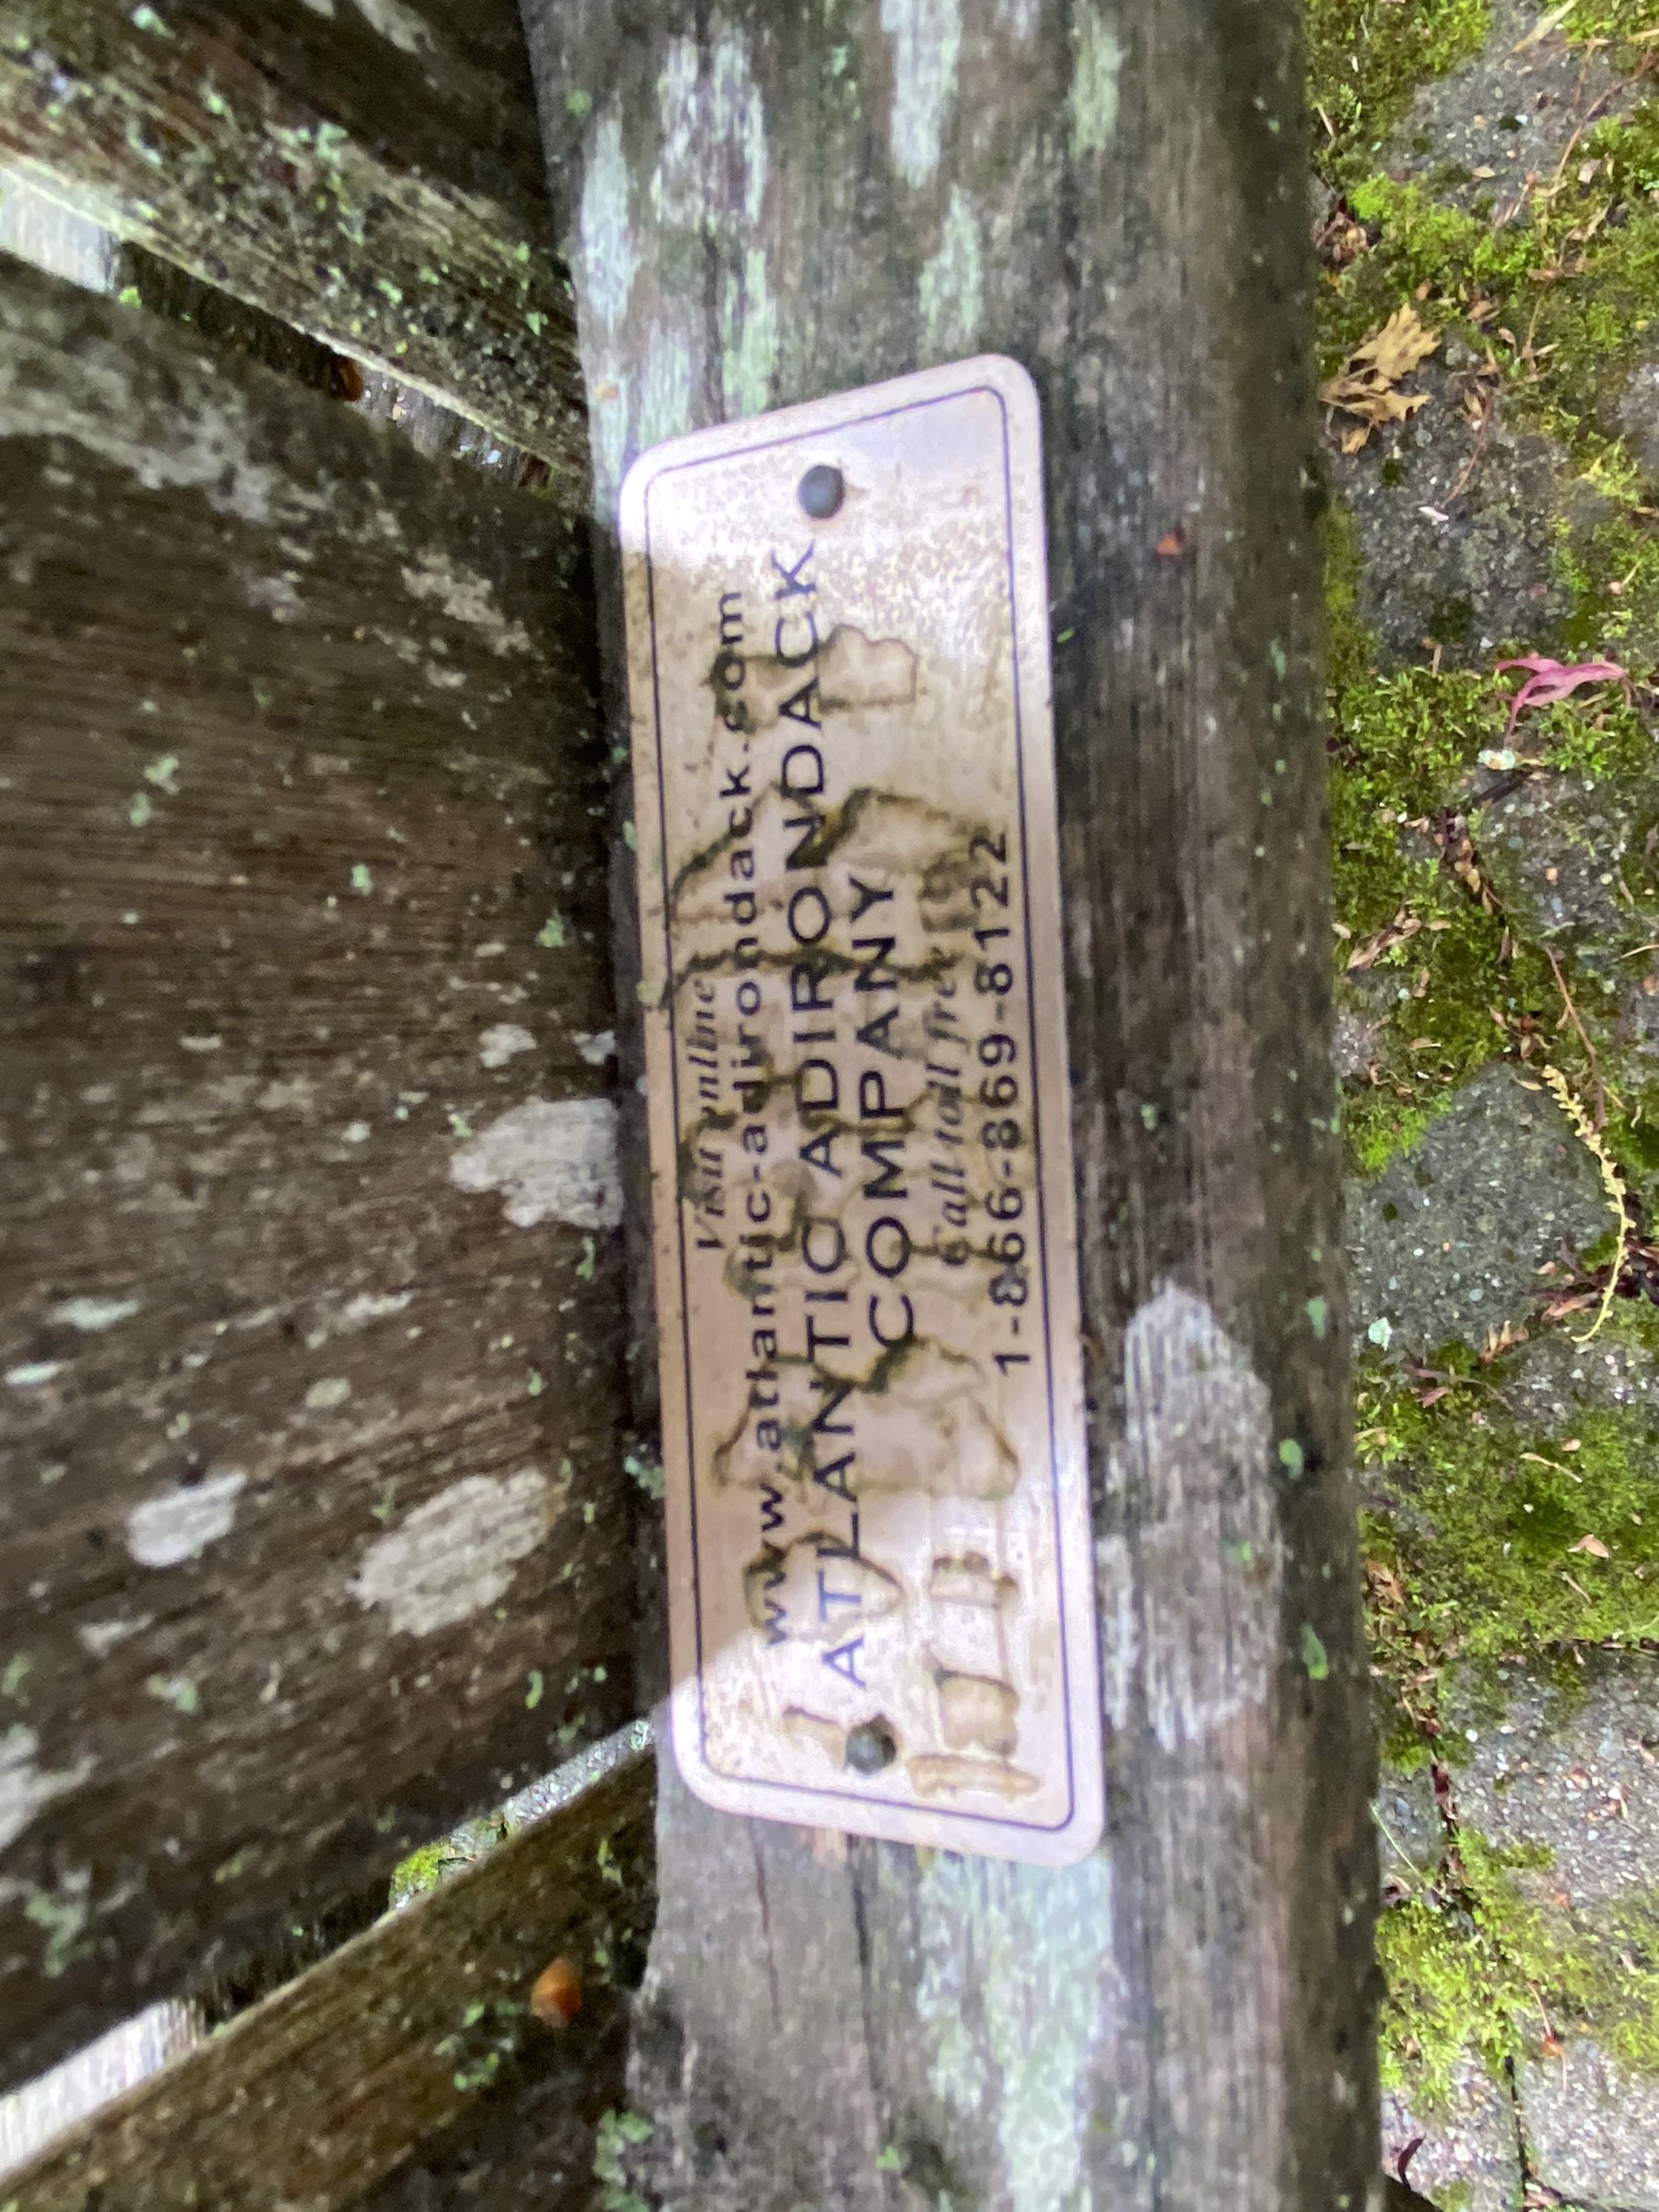 Visit online
www.atlantic-adirondack.com
ATLANTIC ADIRONDACK
COMPANY
Call toll free
1-866-869-8122